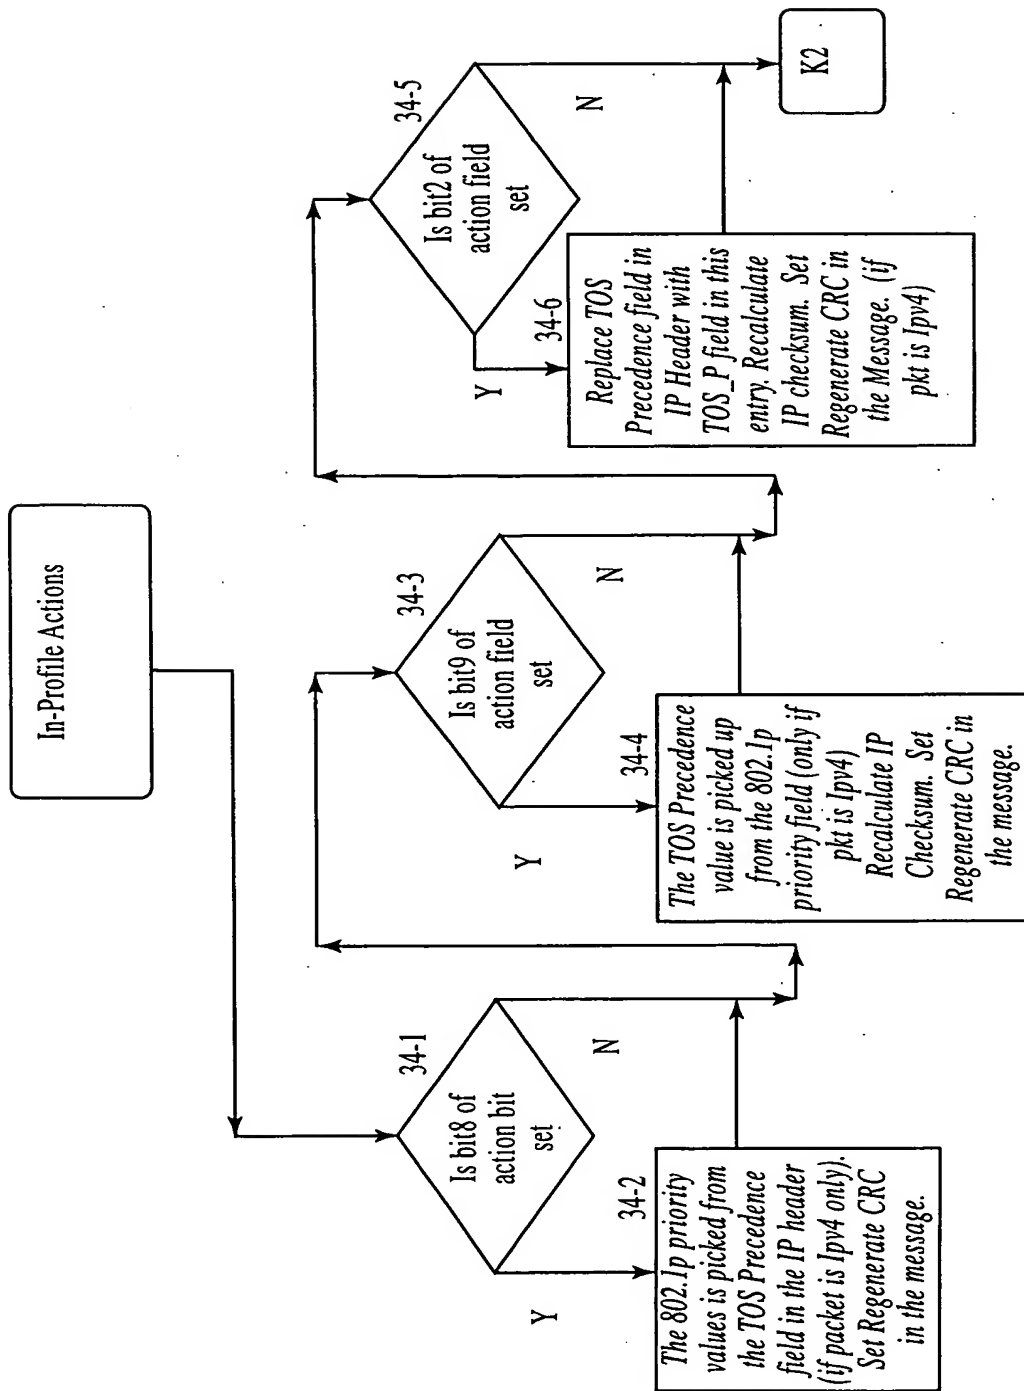 In-Profile Actions
34-1
Is bit8 of
action bit
set
Y
N
34-2
The 802.1p priority
values is picked from
the TOS Precedence
field in the IP header
(if packet is Ipv4 only).
Set Regenerate CRC
in the message.
34-3
Is bit9 of
action field
set
Y
N
34-4
The TOS Precedence
value is picked up
from the 802.1p
priority field (only if
pkt is Ipv4)
Recalculate IP
Checksum. Set
Regenerate CRC in
the message.
34-5
Is bit2 of
action field
set
Y
N
34-6
Replace TOS
Precedence field in
IP Header with
TOS_P field in this
entry. Recalculate
IP checksum. Set
Regenerate CRC in
the Message. (if
pkt is Ipv4)
K2